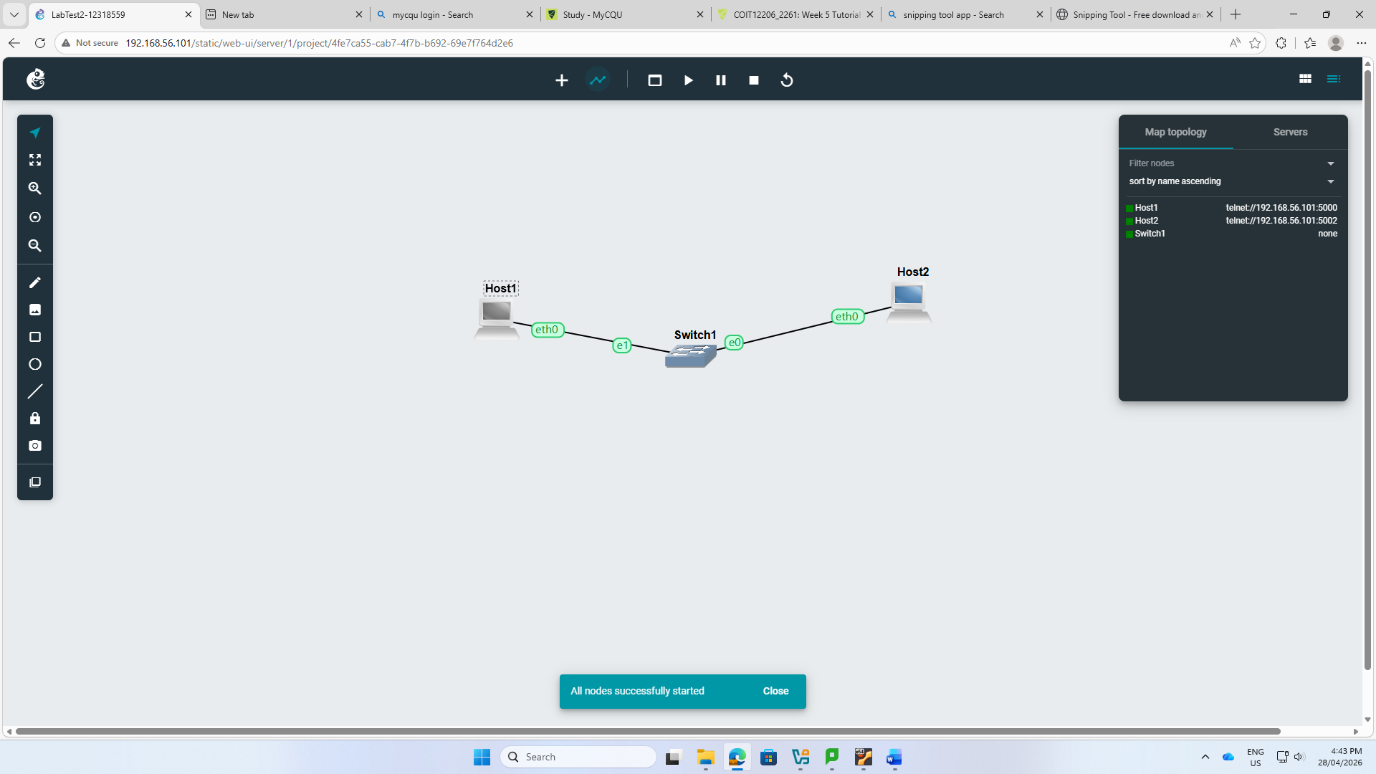 LabTest2-12318559
New tab
mycqu login - Search
Study - MyCQU
COIT12206_2261: Week 5 Tutorial
snipping tool app - Search
Snipping Tool - Free download an
Not secure 192.168.56.101/static/web-ui/server/1/project/4fe7ca55-cab7-4f7b-b692-69e7f764d2e6
Map topology Servers
Filter nodes
sort by name ascending
Host1 telnet://192.168.56.101:5000
Host2 telnet://192.168.56.101:5002
Switch1 none
Host2
Host1
eth0
eth0
Switch1
e1
e0
All nodes successfully started Close
Search
ENG
US
4:43 PM
28/04/2026